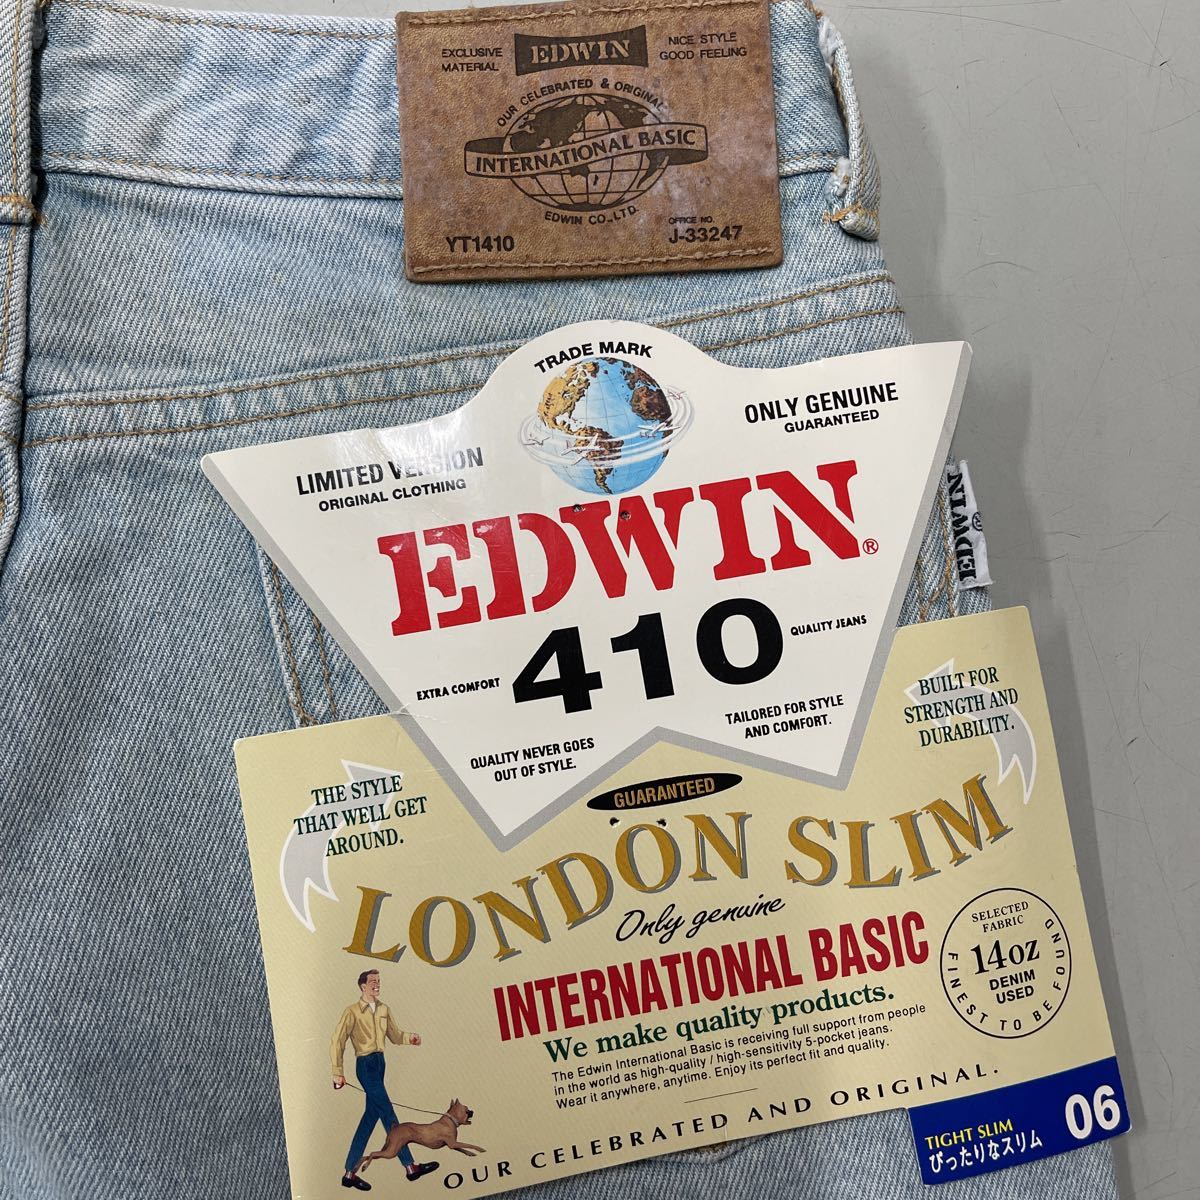 EXCLUSIVE
MATERIAL
EDWIN
NICE STYLE
GOOD FEELING
OUR CELEBRATED & ORIGINAL
INTERNATIONAL BASIC
EDWIN CO.,LTD.
YT1410
OFFICE NO.
J-33247
TRADE MARK
LIMITED VERSION
ORIGINAL CLOTHING
ONLY GENUINE
GUARANTEED
EDWIN®
410
EXTRA COMFORT
QUALITY JEANS
QUALITY NEVER GOES
OUT OF STYLE.
TAILORED FOR STYLE
AND COMFORT.
EDWIN®
THE STYLE
THAT WELL GET
AROUND.
GUARANTEED
BUILT FOR
STRENGTH AND
DURABILITY.
LONDON SLIM
Only genuine
INTERNATIONAL BASIC
We make quality products.
The Edwin International Basic is receiving full support from people
in the world as high-quality / high-sensitivity 5-pocket jeans.
Wear it anywhere, anytime. Enjoy its perfect fit and quality.
SELECTED
FABRIC
14oz
DENIM
USED
FINEST TO BE FOUND
OUR CELEBRATED AND ORIGINAL.
TIGHT SLIM
ぴったりなスリム
06